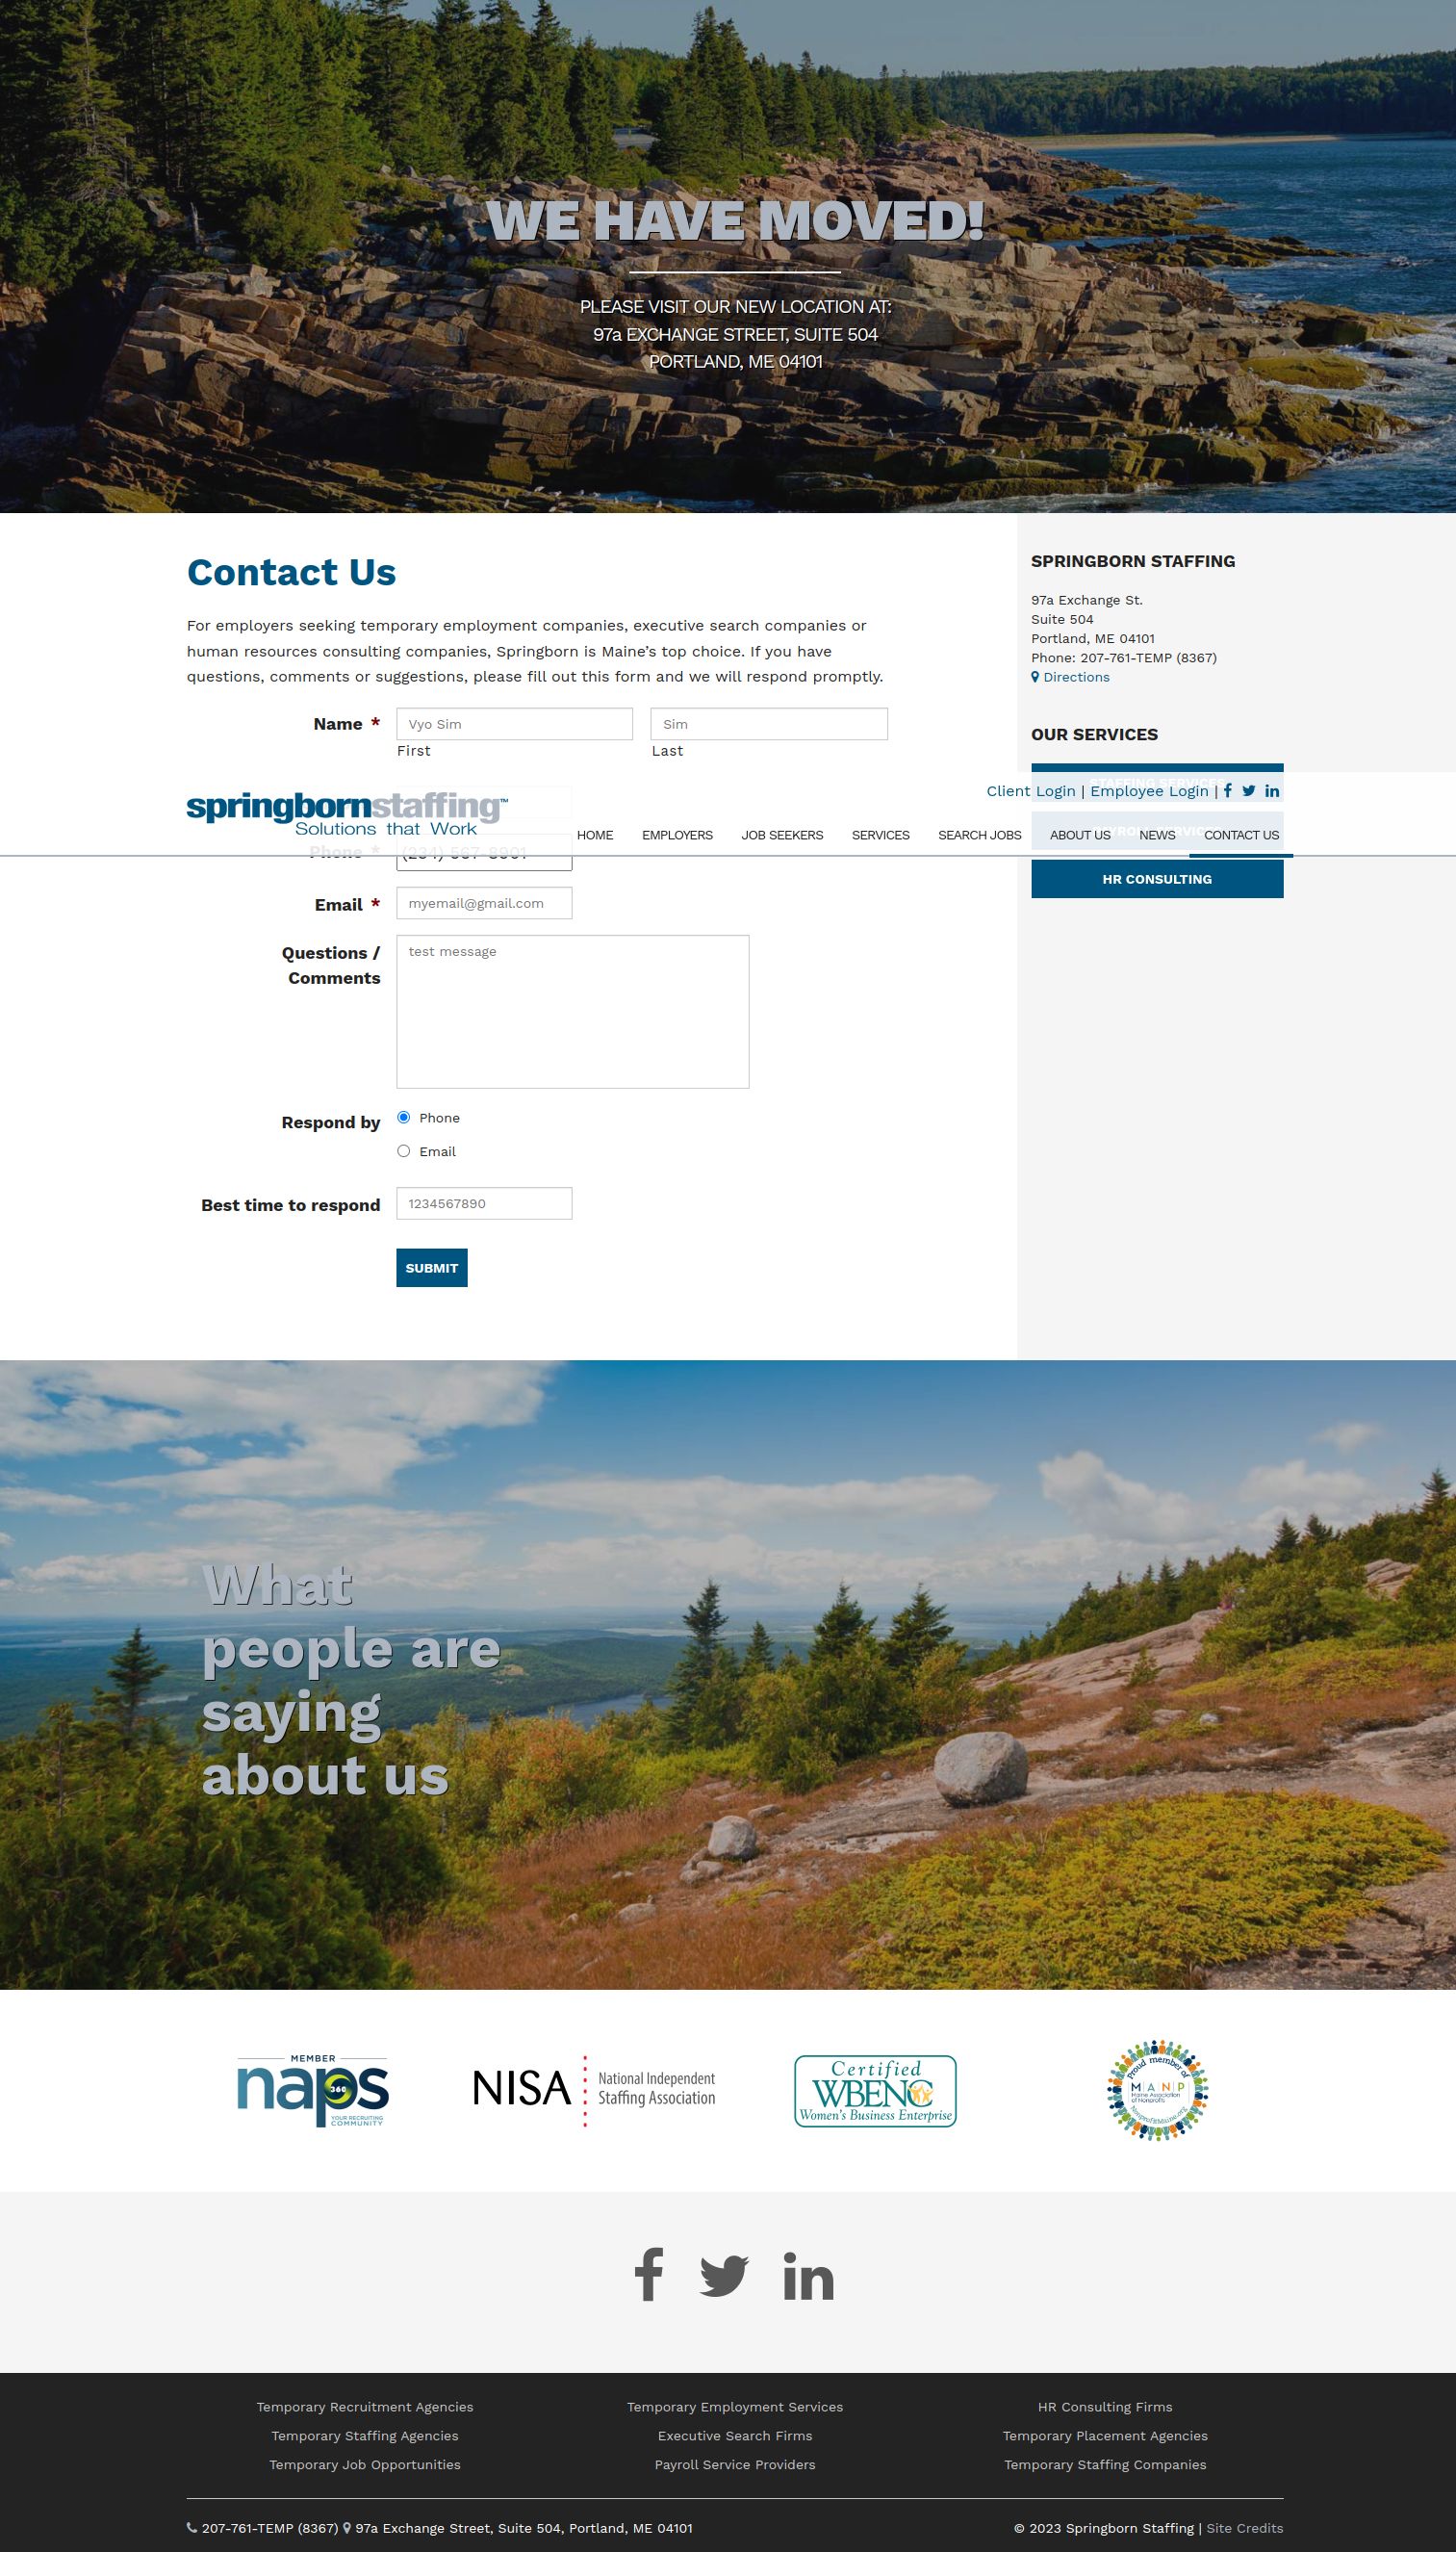 WE HAVE MOVED!
PLEASE VISIT OUR NEW LOCATION AT:
97a EXCHANGE STREET, SUITE 504
PORTLAND, ME 04101
Contact Us
For employers seeking temporary employment companies, executive search companies or
human resources consulting companies, Springborn is Maine's top choice. If you have
questions, comments or suggestions, please fill out this form and we will respond promptly.
Name *
Vyo Sim
Sim
First
Last
springbornstaffing™
Solutions that Work
Client Login | Employee Login |
HOME EMPLOYERS JOB SEEKERS SERVICES SEARCH JOBS ABOUT US NEWS CONTACT US
Phone *
(234) 567-8901
Email *
myemail@gmail.com
Questions /
Comments
test message
Respond by
Phone
Email
Best time to respond
1234567890
SUBMIT
SPRINGBORN STAFFING
97a Exchange St.
Suite 504
Portland, ME 04101
Phone: 207-761-TEMP (8367)
Directions
OUR SERVICES
STAFFING SERVICES
HR CONSULTING
What
people are
saying
about us
MEMBER
naps
360
YOUR RECRUITING
COMMUNITY
NISA
National Independent
Staffing Association
Certified
WBENC
Women's Business Enterprise
Proud member of
MANP
Maine Association
of Nonprofits
NonprofitMaine.org
Temporary Recruitment Agencies
Temporary Staffing Agencies
Temporary Job Opportunities
Temporary Employment Services
Executive Search Firms
Payroll Service Providers
HR Consulting Firms
Temporary Placement Agencies
Temporary Staffing Companies
207-761-TEMP (8367) 97a Exchange Street, Suite 504, Portland, ME 04101
© 2023 Springborn Staffing | Site Credits